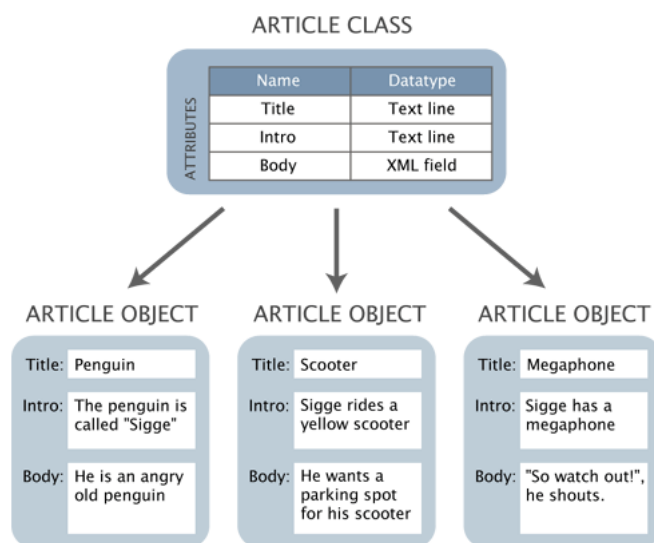 ARTICLE CLASS
ATTRIBUTES
Name Datatype
Title Text line
Intro Text line
Body XML field
ARTICLE OBJECT
Title: Penguin
Intro: The penguin is
called "Sigge"
Body: He is an angry
old penguin
ARTICLE OBJECT
Title: Scooter
Intro: Sigge rides a
yellow scooter
Body: He wants a
parking spot
for his scooter
ARTICLE OBJECT
Title: Megaphone
Intro: Sigge has a
megaphone
Body: "So watch out!",
he shouts.